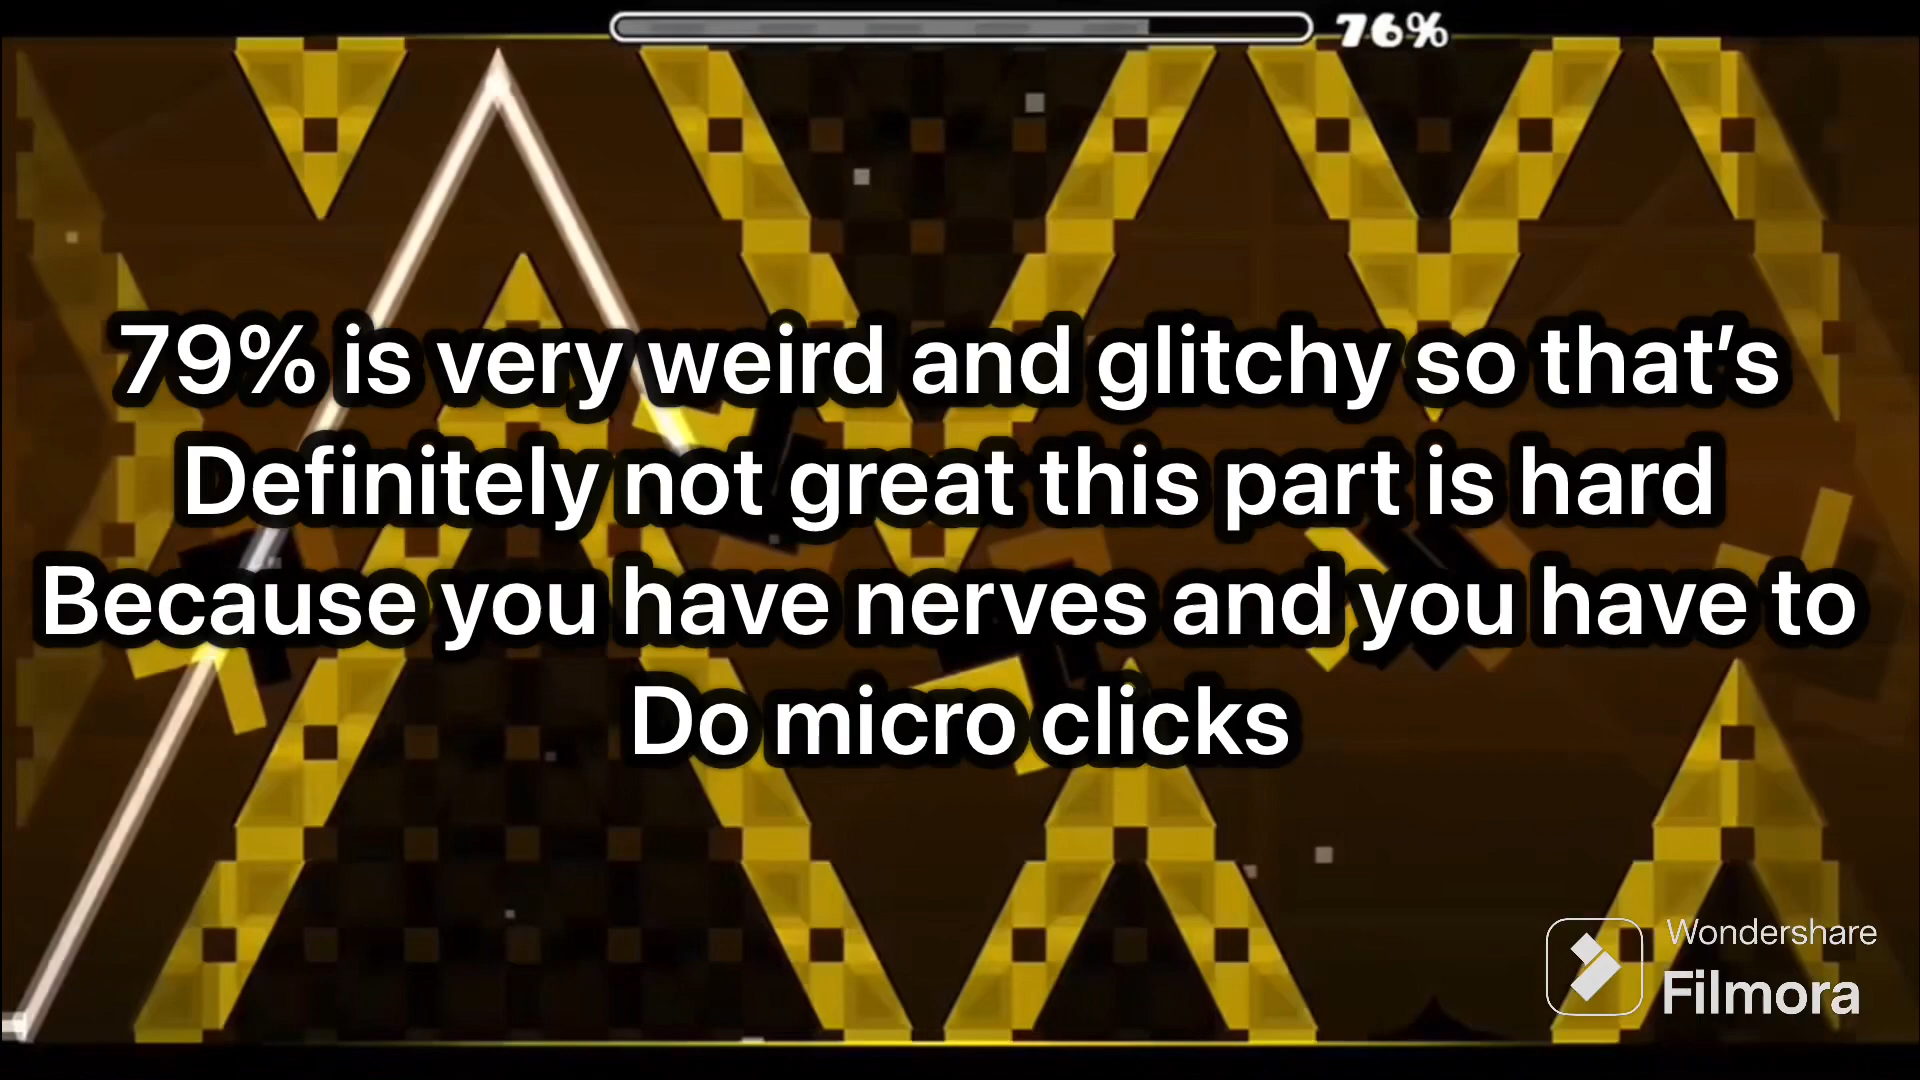 76%
79% is very weird and glitchy so that’s
Definitely not great this part is hard
Because you have nerves and you have to
Do micro clicks
Wondershare
Filmora